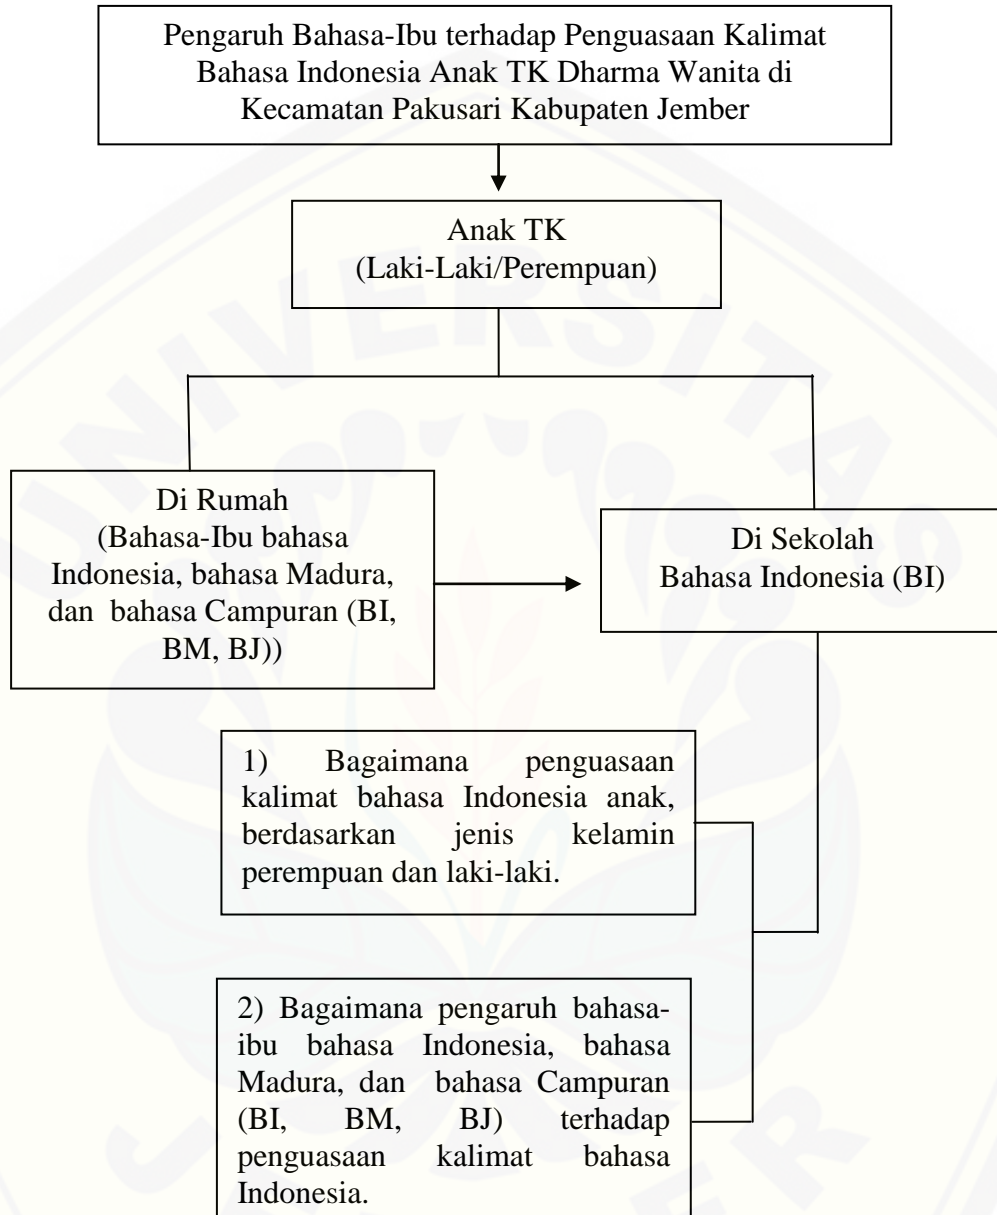 Pengaruh Bahasa-Ibu terhadap Penguasaan Kalimat
Bahasa Indonesia Anak TK Dharma Wanita di
Kecamatan Pakusari Kabupaten Jember
Anak TK
(Laki-Laki/Perempuan)
Di Rumah
(Bahasa-Ibu bahasa
Indonesia, bahasa Madura,
dan bahasa Campuran (BI,
BM, BJ))
Di Sekolah
Bahasa Indonesia (BI)
1) Bagaimana penguasaan
kalimat bahasa Indonesia anak,
berdasarkan jenis kelamin
perempuan dan laki-laki.
2) Bagaimana pengaruh bahasa-
ibu bahasa Indonesia, bahasa
Madura, dan bahasa Campuran
(BI, BM, BJ) terhadap
penguasaan kalimat bahasa
Indonesia.
UNIVERSITAS